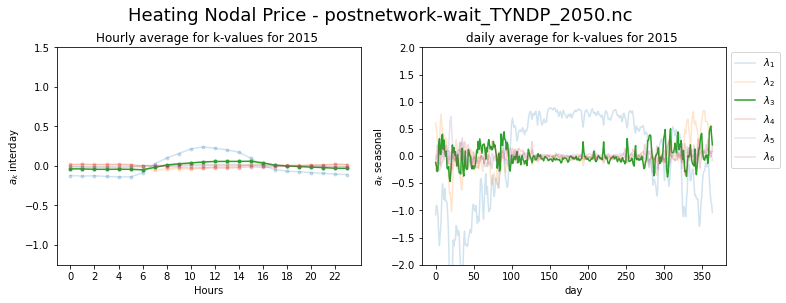 Heating Nodal Price - postnetwork-wait_TYNDP_2050.nc
Hourly average for k-values for 2015
1.5
1.0
0.5
0.0
−0.5
−1.0
a_k interday
0 2 4 6 8 10 12 14 16 18 20 22
Hours
daily average for k-values for 2015
2.0
1.5
1.0
0.5
0.0
−0.5
−1.0
−1.5
−2.0
a_k seasonal
0 50 100 150 200 250 300 350
day
λ₁
λ₂
λ₃
λ₄
λ₅
λ₆